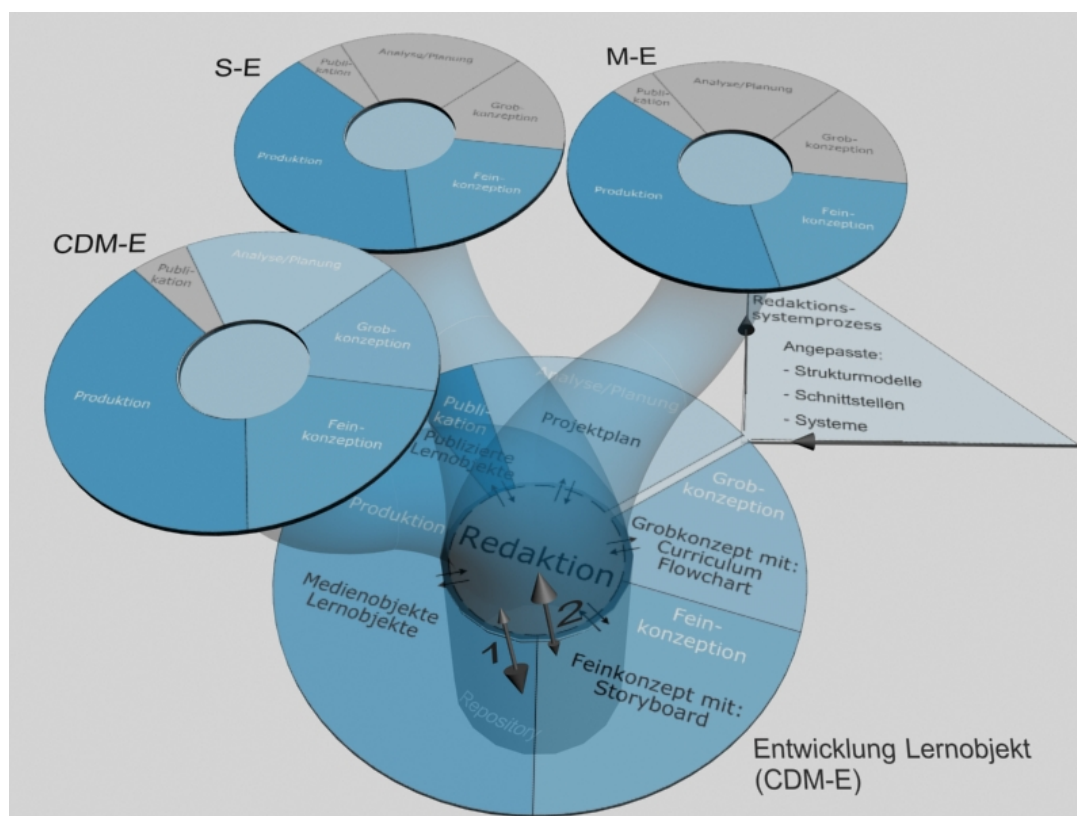 S-E
Analyse/Planung
Publi-
kation
Grob-
konzeption
Produktion
Fein-
konzeption
M-E
Analyse/Planung
Publi-
kation
Grob-
konzeption
Produktion
Fein-
konzeption
CDM-E
Analyse/Planung
Publi-
kation
Grob-
konzeption
Produktion
Fein-
konzeption
Redaktions-
systemprozess
Angepasste:
- Strukturmodelle
- Schnittstellen
- Systeme
Analyse/Planung
Projektplan
Publi-
kation
Publizierte
Lernobjekte
Grob-
konzeption
Grobkonzept mit:
Curriculum
Flowchart
Produktion
Medienobjekte
Lernobjekte
Redaktion
1
2
Fein-
konzeption
Feinkonzept mit:
Storyboard
Repository
Entwicklung Lernobjekt
(CDM-E)